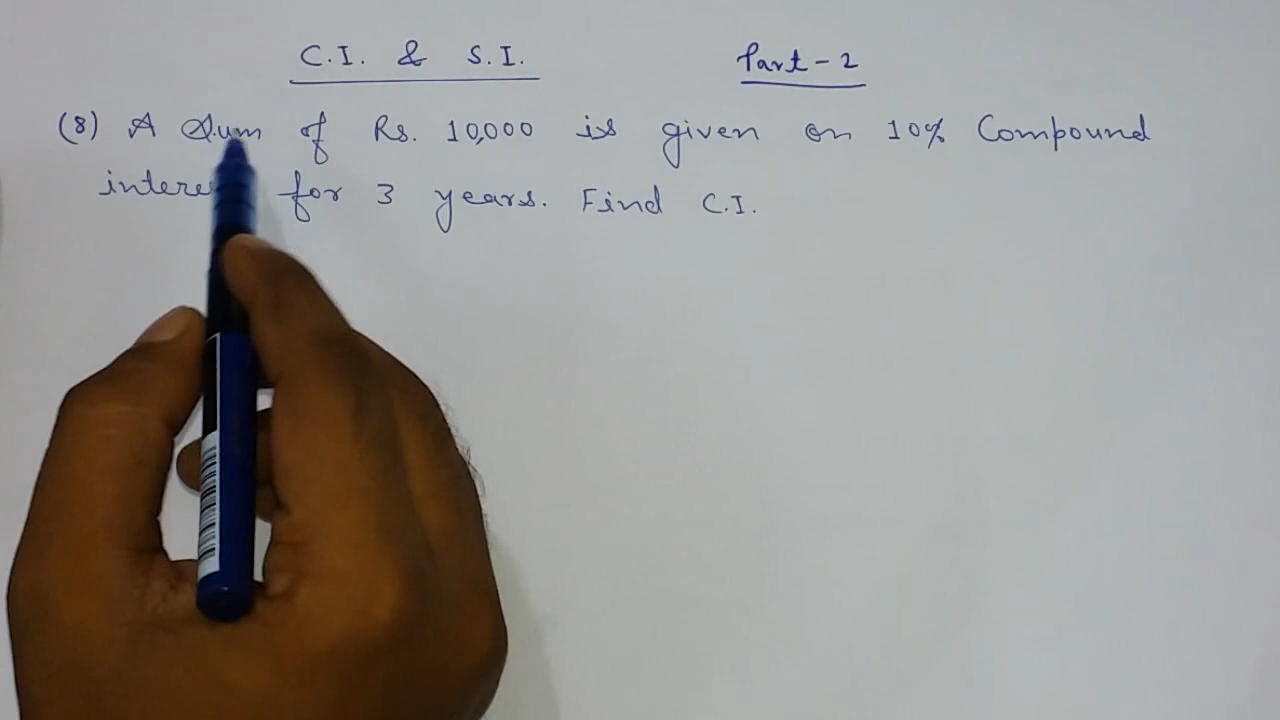 C.I. & S.I. Part-2
(8) A Sum of Rs. 10,000 is given on 10% Compound
for 3 years. Find C.I.